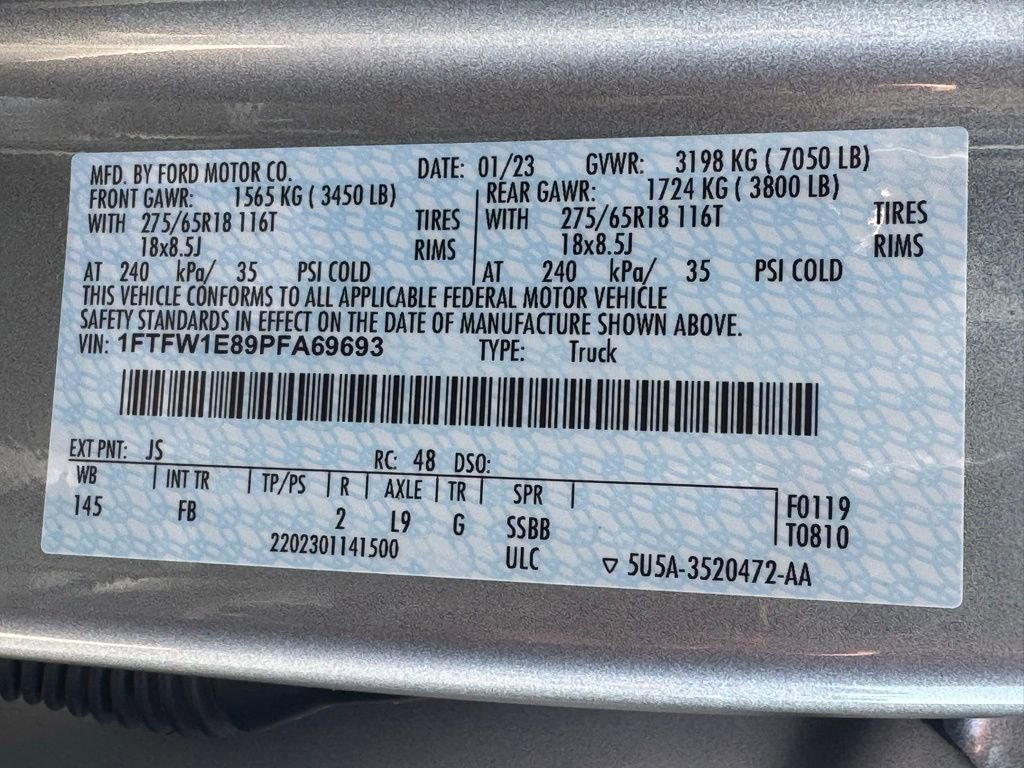 MFD. BY FORD MOTOR CO. DATE: 01/23 GVWR: 3198 KG ( 7050 LB)
FRONT GAWR: 1565 KG ( 3450 LB) REAR GAWR: 1724 KG ( 3800 LB)
WITH 275/65R18 116T TIRES WITH 275/65R18 116T TIRES
18x8.5J RIMS 18x8.5J RIMS
AT 240 kPa/ 35 PSI COLD AT 240 kPa/ 35 PSI COLD
THIS VEHICLE CONFORMS TO ALL APPLICABLE FEDERAL MOTOR VEHICLE
SAFETY STANDARDS IN EFFECT ON THE DATE OF MANUFACTURE SHOWN ABOVE.
VIN: 1FTFW1E89PFA69693 TYPE: Truck
EXT PNT: JS RC: 48 DSO:
WB INT TR TP/PS R AXLE TR SPR F0119
145 FB 2 L9 G SSBB T0810
2202301141500 ULC ▽ 5U5A-3520472-AA